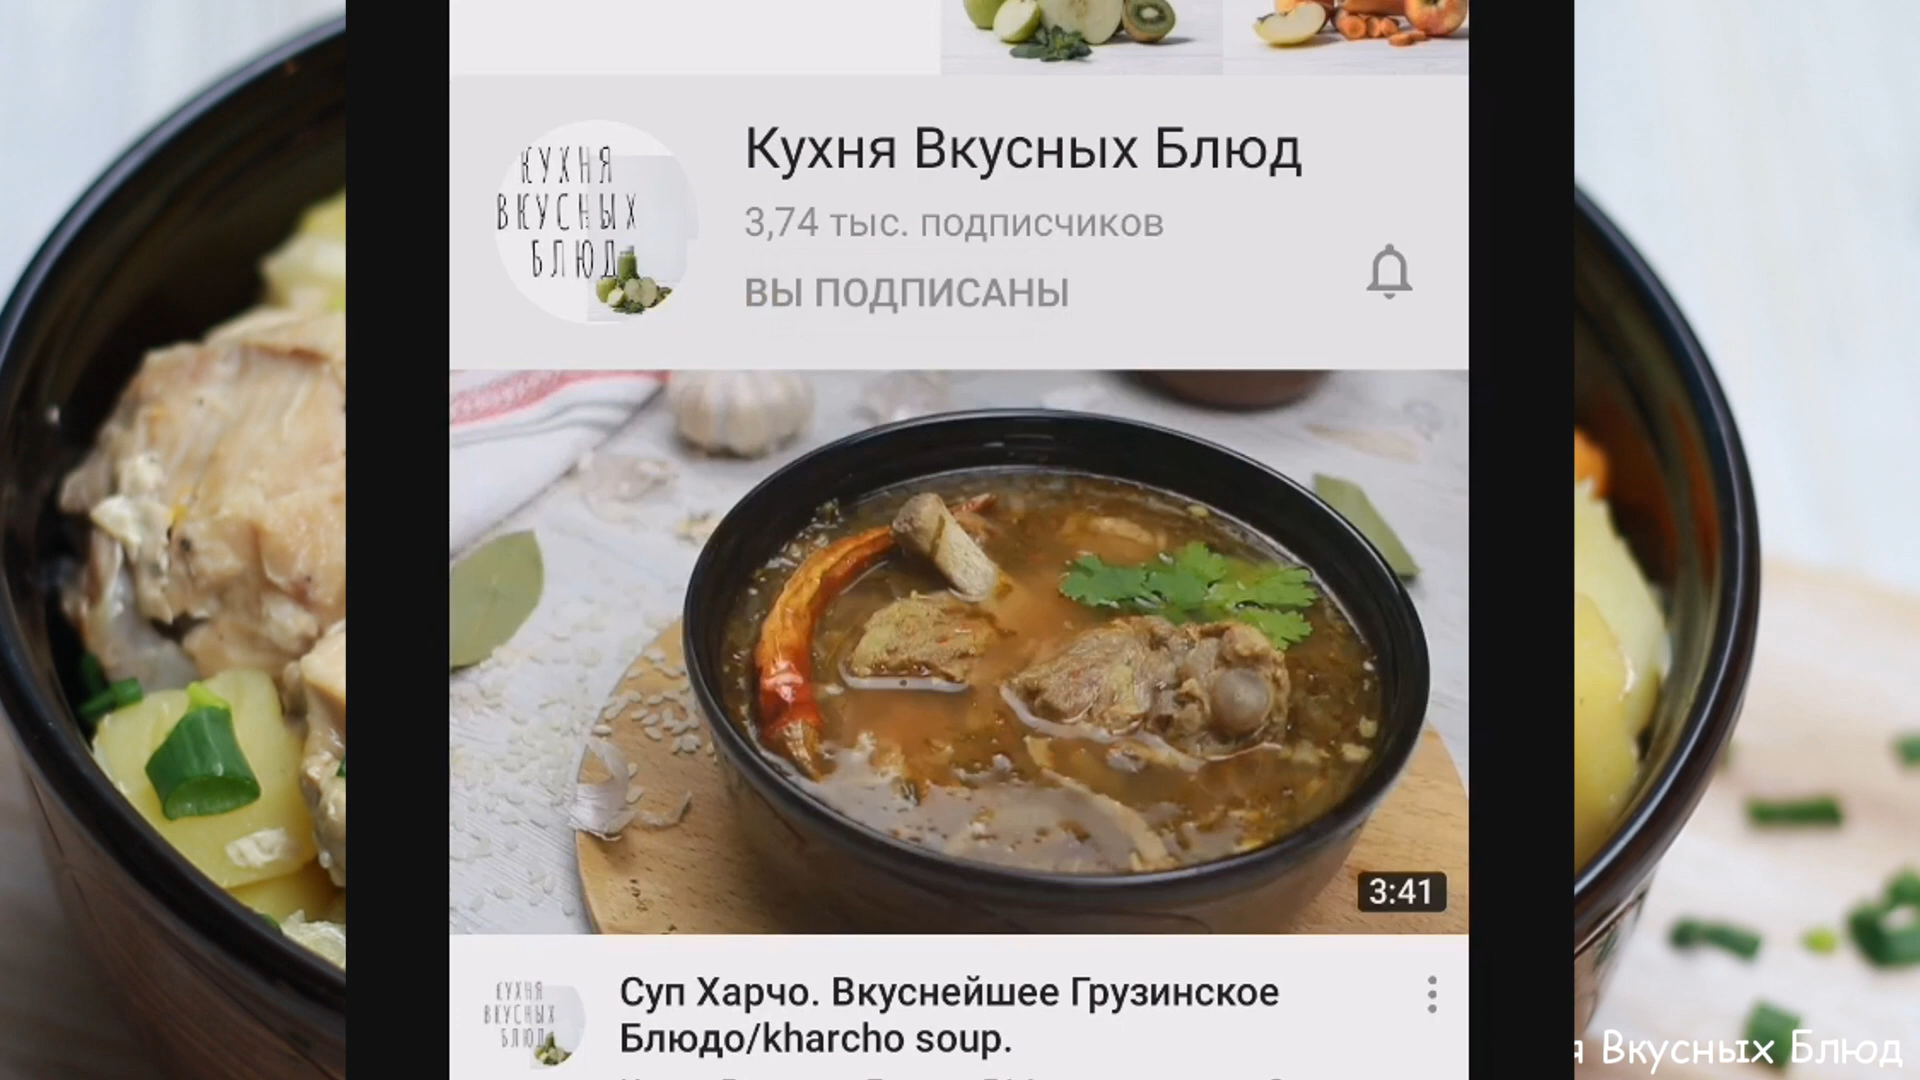 КУХНЯ
ВКУСНЫХ
БЛЮД
Кухня Вкусных Блюд
3,74 тыс. подписчиков
ВЫ ПОДПИСАНЫ
3:41
КУХНЯ
ВКУСНЫХ
БЛЮД
Суп Харчо. Вкуснейшее Грузинское
Блюдо/kharcho soup.
я Вкусных Блюд